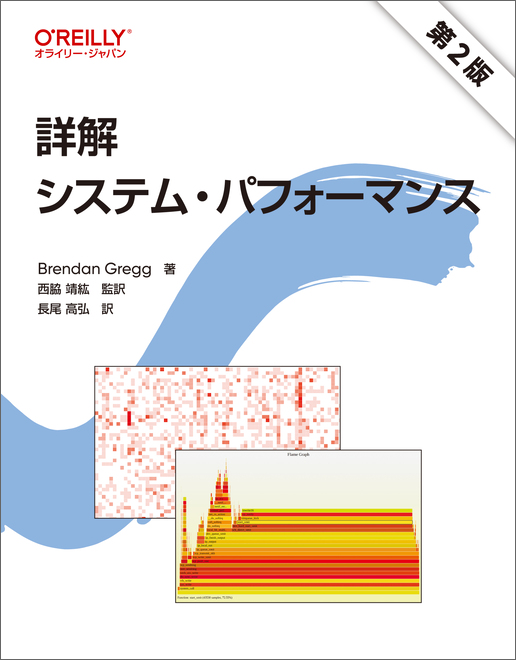 O'REILLY®
オライリー・ジャパン
第2版
詳解
システム・パフォーマンス
Brendan Gregg 著
西脇 靖紘 監訳
長尾 高弘 訳
Flame Graph